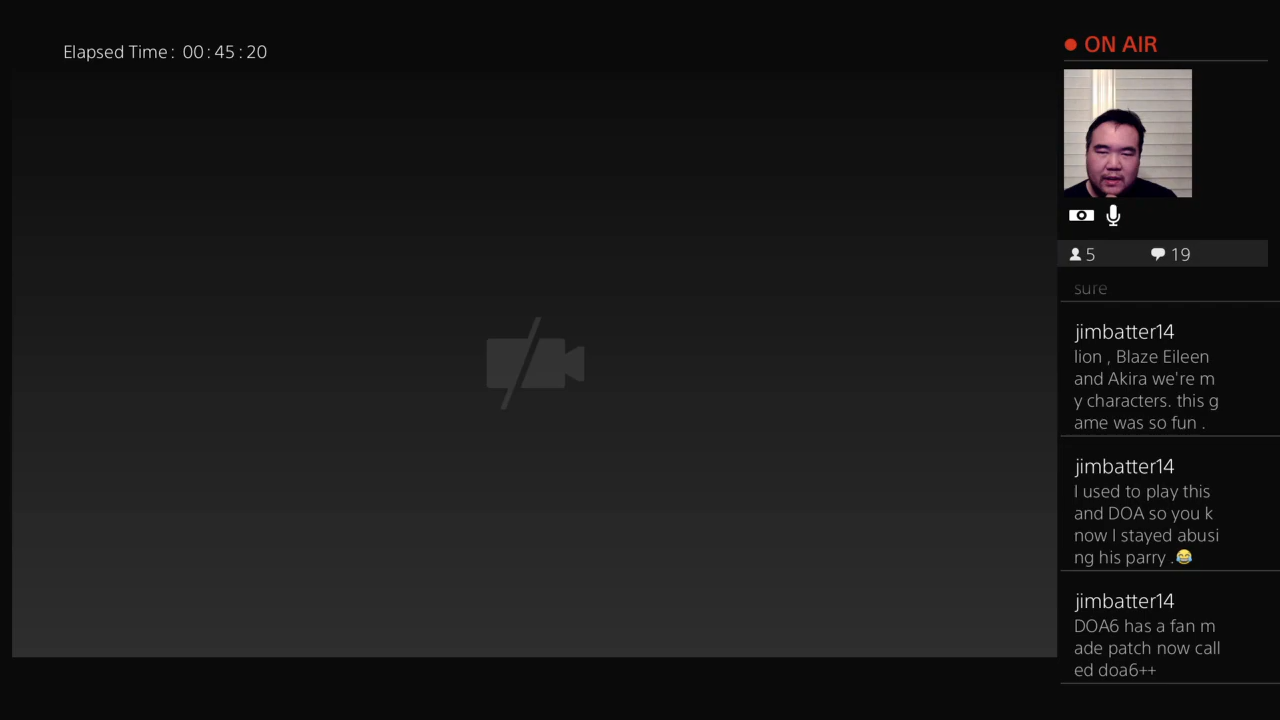 Elapsed Time: 00:45:20
ON AIR
5
19
sure
jimbatter14
lion , Blaze Eileen
and Akira we're m
y characters. this g
ame was so fun .
jimbatter14
I used to play this
and DOA so you k
now I stayed abusi
ng his parry .😂
jimbatter14
DOA6 has a fan m
ade patch now call
ed doa6++